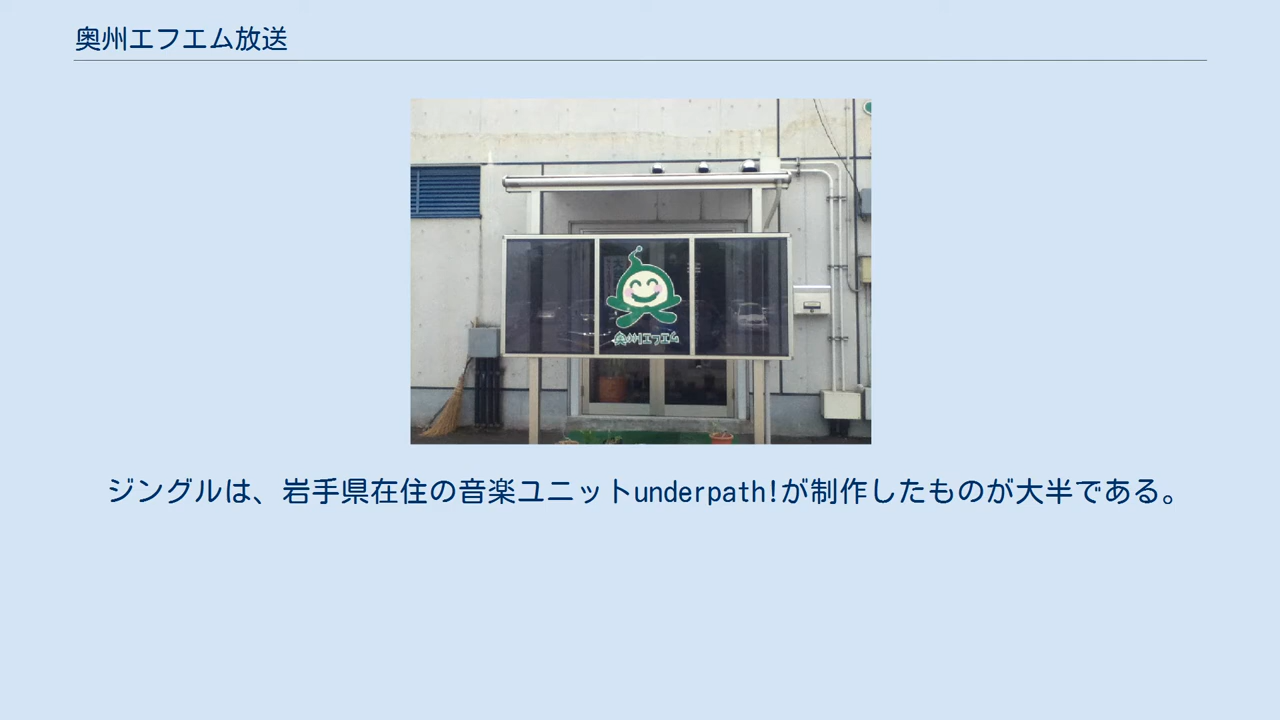 奥州エフエム放送
奥州エフエム
ジングルは、岩手県在住の音楽ユニットunderpath!が制作したものが大半である。